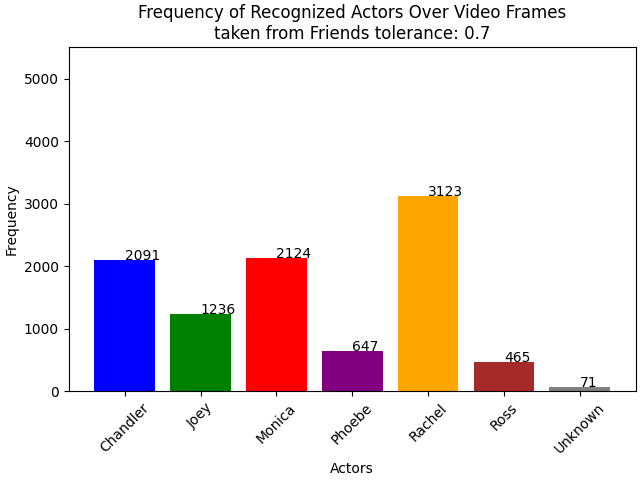 Frequency of Recognized Actors Over Video Frames
taken from Friends tolerance: 0.7
5000
4000
3000
2000
1000
0
Frequency
2091
1236
2124
647
3123
465
71
Chandler
Joey
Monica
Phoebe
Rachel
Ross
Unknown
Actors